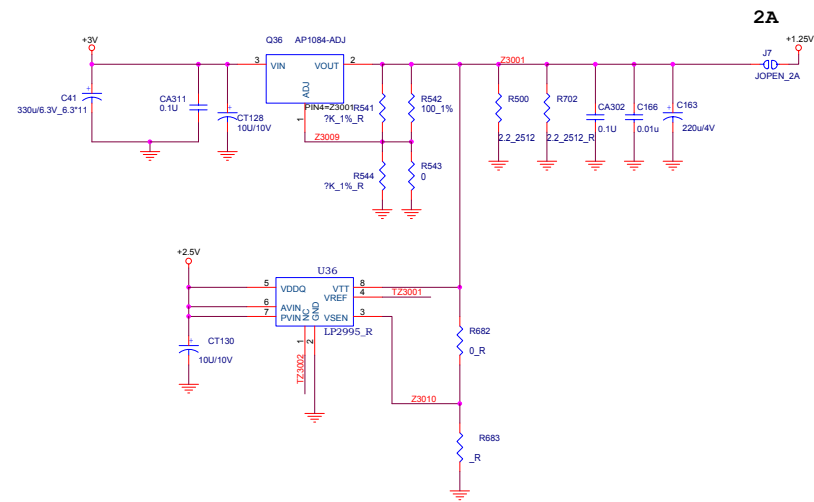 2A
+3V
+1.25V
Q36 AP1084-ADJ
J7
JOPEN_2A
3 VIN VOUT 2
ADJ
Z3001
PIN4=Z3001
1
Z3009
C41
330u/6.3V_6.3*11
CA311
0.1U
CT128
10U/10V
R541
?K_1%_R
R542
100_1%
R544
?K_1%_R
R543
0
R500
2.2_2512
R702
2.2_2512_R
CA302
0.1U
C166
0.01u
C163
220u/4V
+2.5V
U36
5 VDDQ VTT 8
VREF 4 TZ3001
6 AVIN
7 PVIN VSEN 3
NC
GND
LP2995_R
1
2
TZ3002
CT130
10U/10V
R682
0_R
Z3010
R683
_R